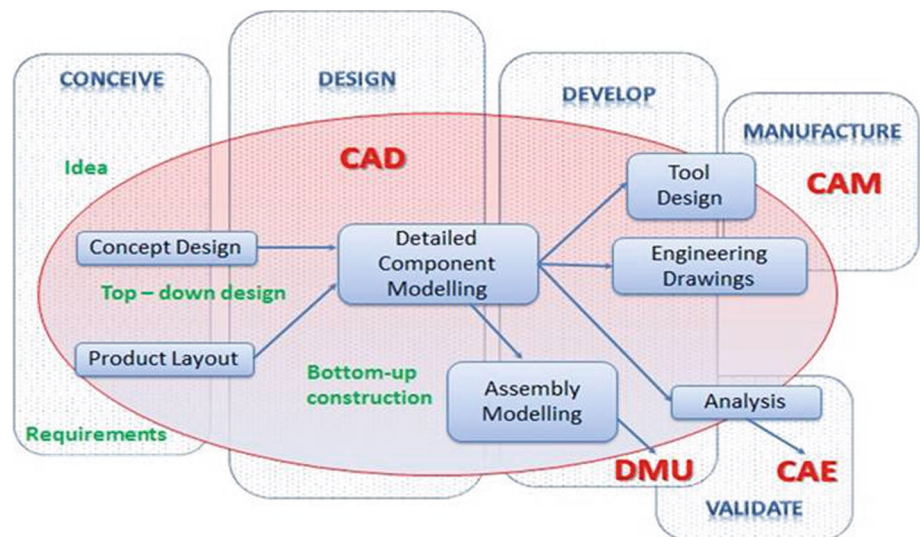 CONCEIVE
DESIGN
DEVELOP
MANUFACTURE
Idea
CAD
CAM
Tool
Design
Concept Design
Detailed
Component
Modelling
Engineering
Drawings
Top – down design
Product Layout
Bottom-up
construction
Assembly
Modelling
Analysis
Requirements
DMU
CAE
VALIDATE